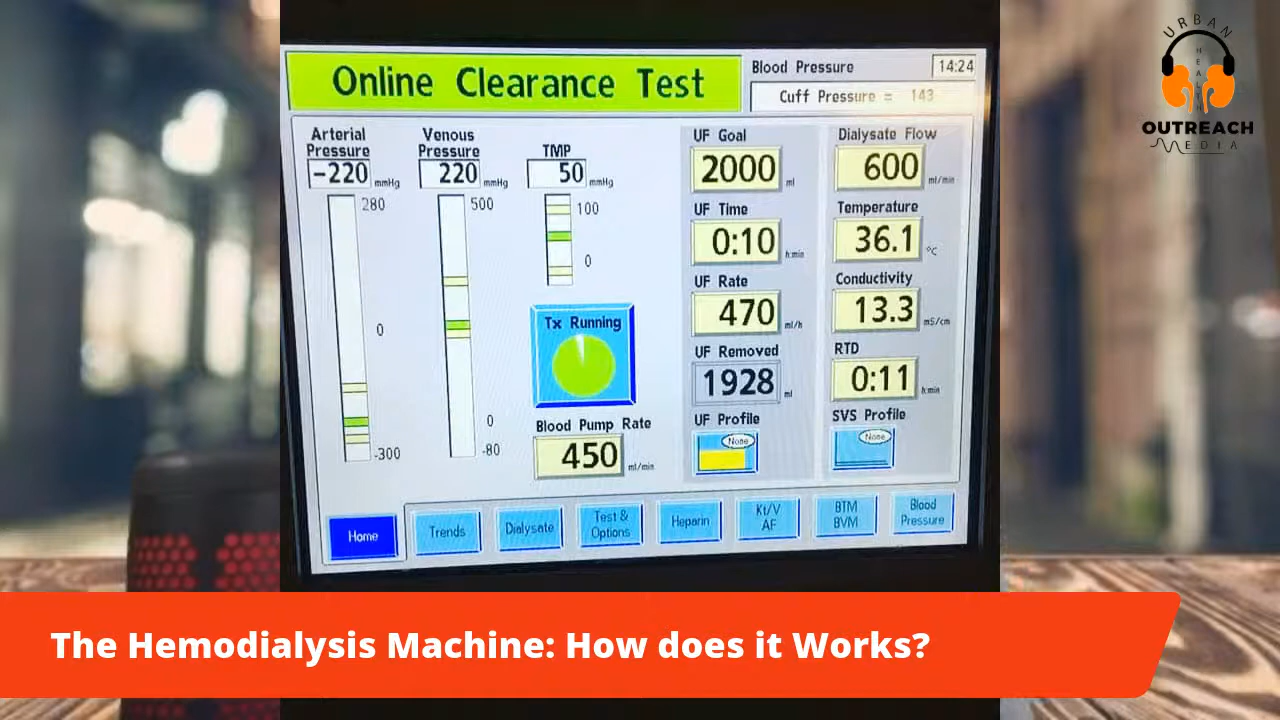 URBAN
HEALTH
OUTREACH
MEDIA
Online Clearance Test
Blood Pressure
14:24
Cuff Pressure = 143
Arterial
Pressure
-220 mmHg
280
0
-300
Venous
Pressure
220 mmHg
500
0
-80
TMP
50 mmHg
100
0
Tx Running
Blood Pump Rate
450 ml/min
UF Goal
2000 ml
UF Time
0:10 h:min
UF Rate
470 ml/h
UF Removed
1928 ml
UF Profile
None
Dialysate Flow
600 ml/min
Temperature
36.1 °C
Conductivity
13.3 mS/cm
RTD
0:11 h:min
SVS Profile
None
Home
Trends
Dialysate
Test &
Options
Heparin
Kt/V
AF
BTM
BVM
Blood
Pressure
The Hemodialysis Machine: How does it Works?